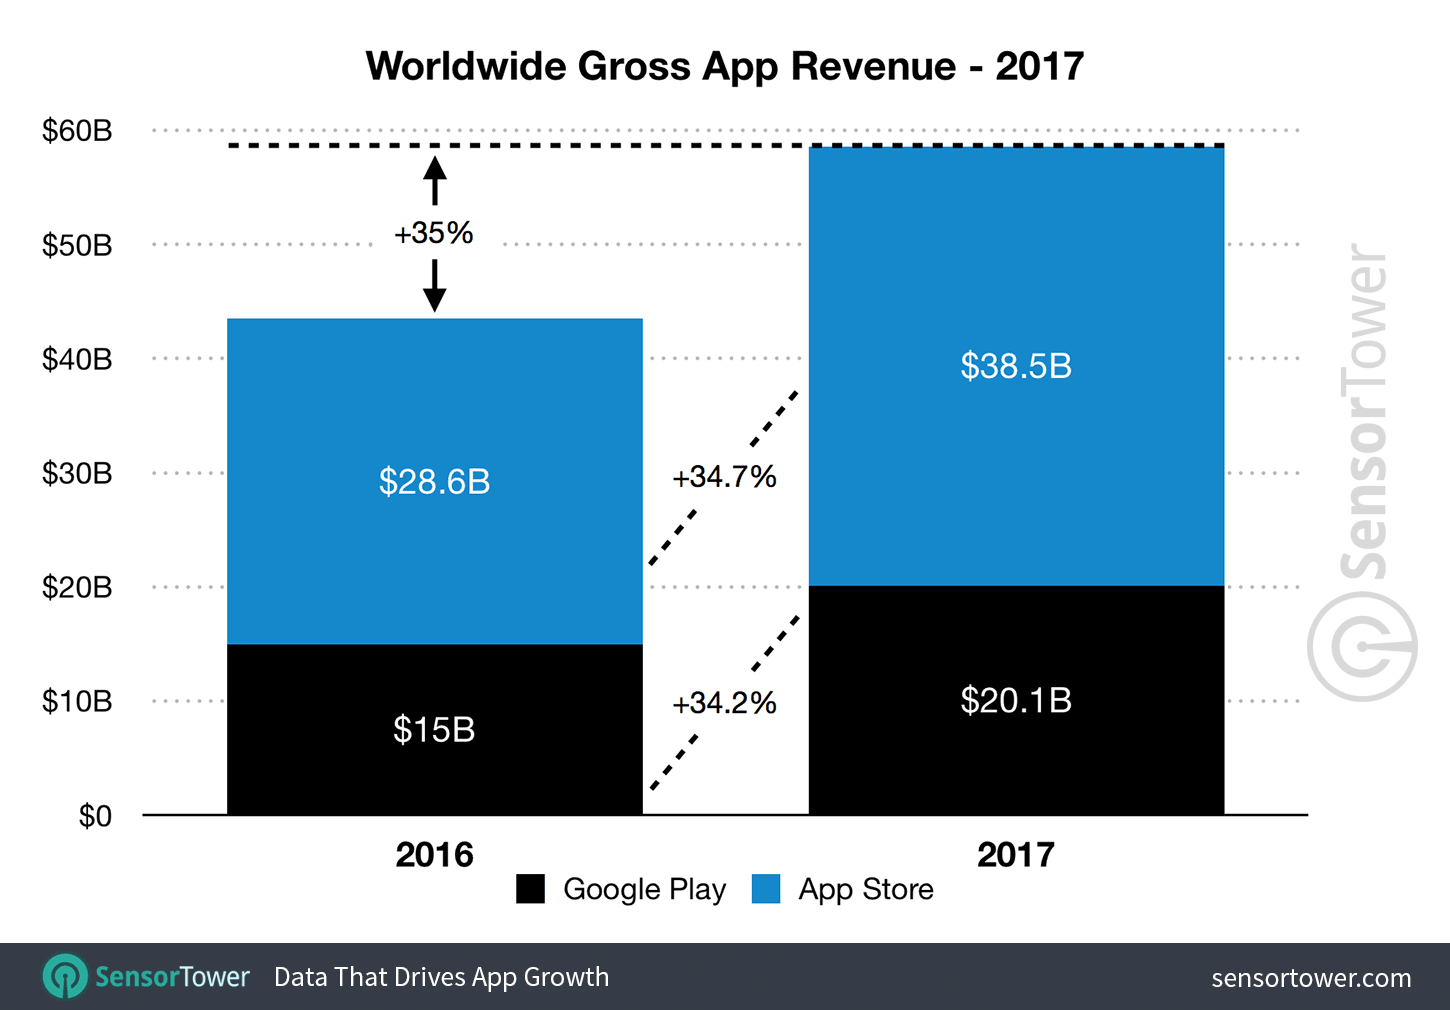 Worldwide Gross App Revenue - 2017
$60B
+35%
$50B
$40B
$38.5B
$30B
$28.6B
+34.7%
$20B
$10B
$15B
+34.2%
$20.1B
$0
2016
2017
Google Play
App Store
SensorTower
SensorTower
Data That Drives App Growth
sensortower.com